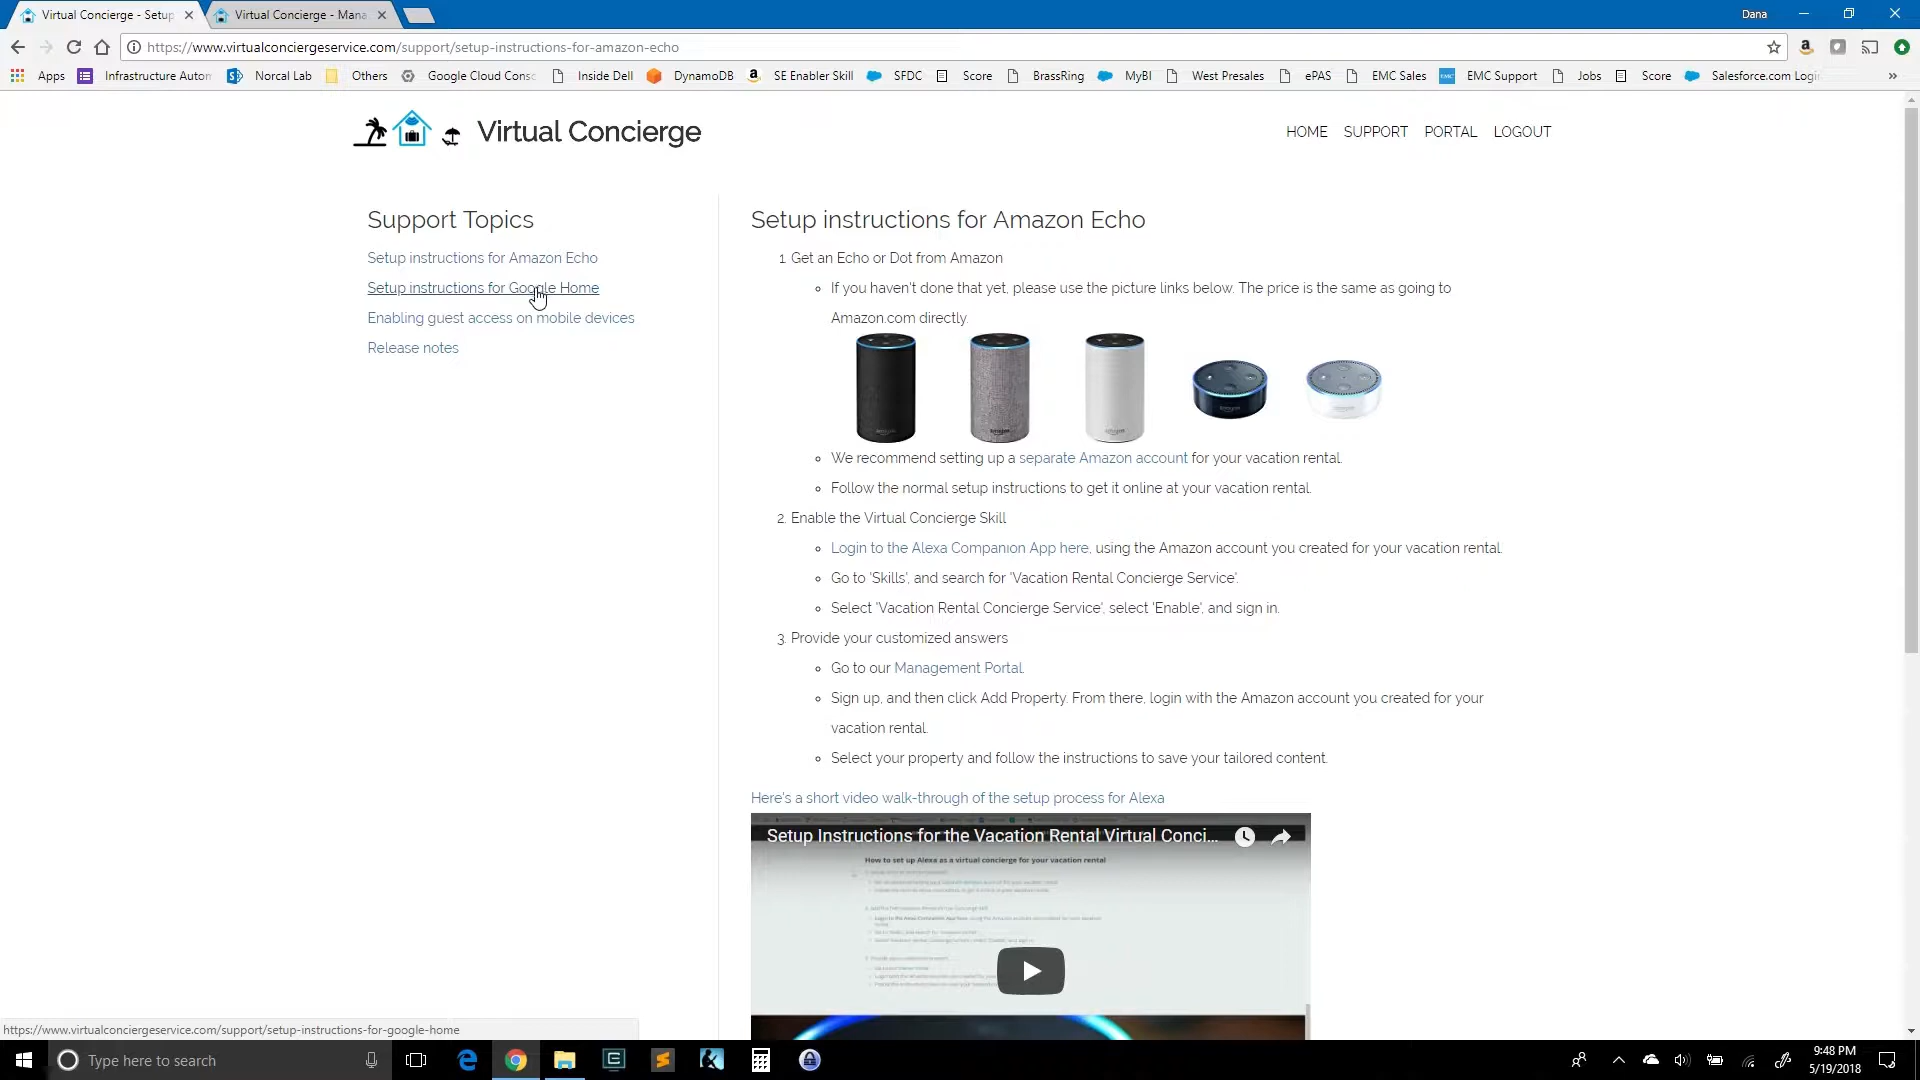 Virtual Concierge - Setup
Virtual Concierge - Mana
Dana
https://www.virtualconciergeservice.com/support/setup-instructions-for-amazon-echo
Apps Infrastructure Autom Norcal Lab Others Google Cloud Conso Inside Dell DynamoDB SE Enabler Skill SFDC Score BrassRing MyBI West Presales ePAS EMC Sales EMC Support Jobs Score Salesforce.com Logi »
Virtual Concierge
HOME SUPPORT PORTAL LOGOUT
Support Topics
Setup instructions for Amazon Echo
Setup instructions for Google Home
Enabling guest access on mobile devices
Release notes
Setup instructions for Amazon Echo
1. Get an Echo or Dot from Amazon
If you haven't done that yet, please use the picture links below. The price is the same as going to
Amazon.com directly.
We recommend setting up a separate Amazon account for your vacation rental.
Follow the normal setup instructions to get it online at your vacation rental.
2. Enable the Virtual Concierge Skill
Login to the Alexa Companion App here, using the Amazon account you created for your vacation rental.
Go to 'Skills', and search for 'Vacation Rental Concierge Service'.
Select 'Vacation Rental Concierge Service', select 'Enable', and sign in.
3. Provide your customized answers
Go to our Management Portal.
Sign up, and then click Add Property. From there, login with the Amazon account you created for your
vacation rental.
Select your property and follow the instructions to save your tailored content.
Here's a short video walk-through of the setup process for Alexa
Setup Instructions for the Vacation Rental Virtual Conci...
How to set up Alexa as a virtual concierge for your vacation rental
https://www.virtualconciergeservice.com/support/setup-instructions-for-google-home
Type here to search
9:48 PM
5/19/2018